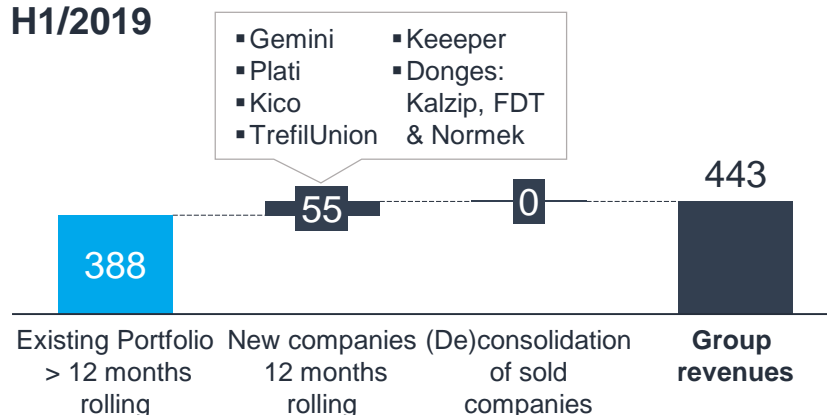 H1/2019
▪Gemini
▪Plati
▪Kico
▪TrefilUnion
▪Keeeper
▪Donges:
Kalzip, FDT
& Normek
388
55
0
443
Existing Portfolio
> 12 months
rolling
New companies
12 months
rolling
(De)consolidation
of sold
companies
Group
revenues